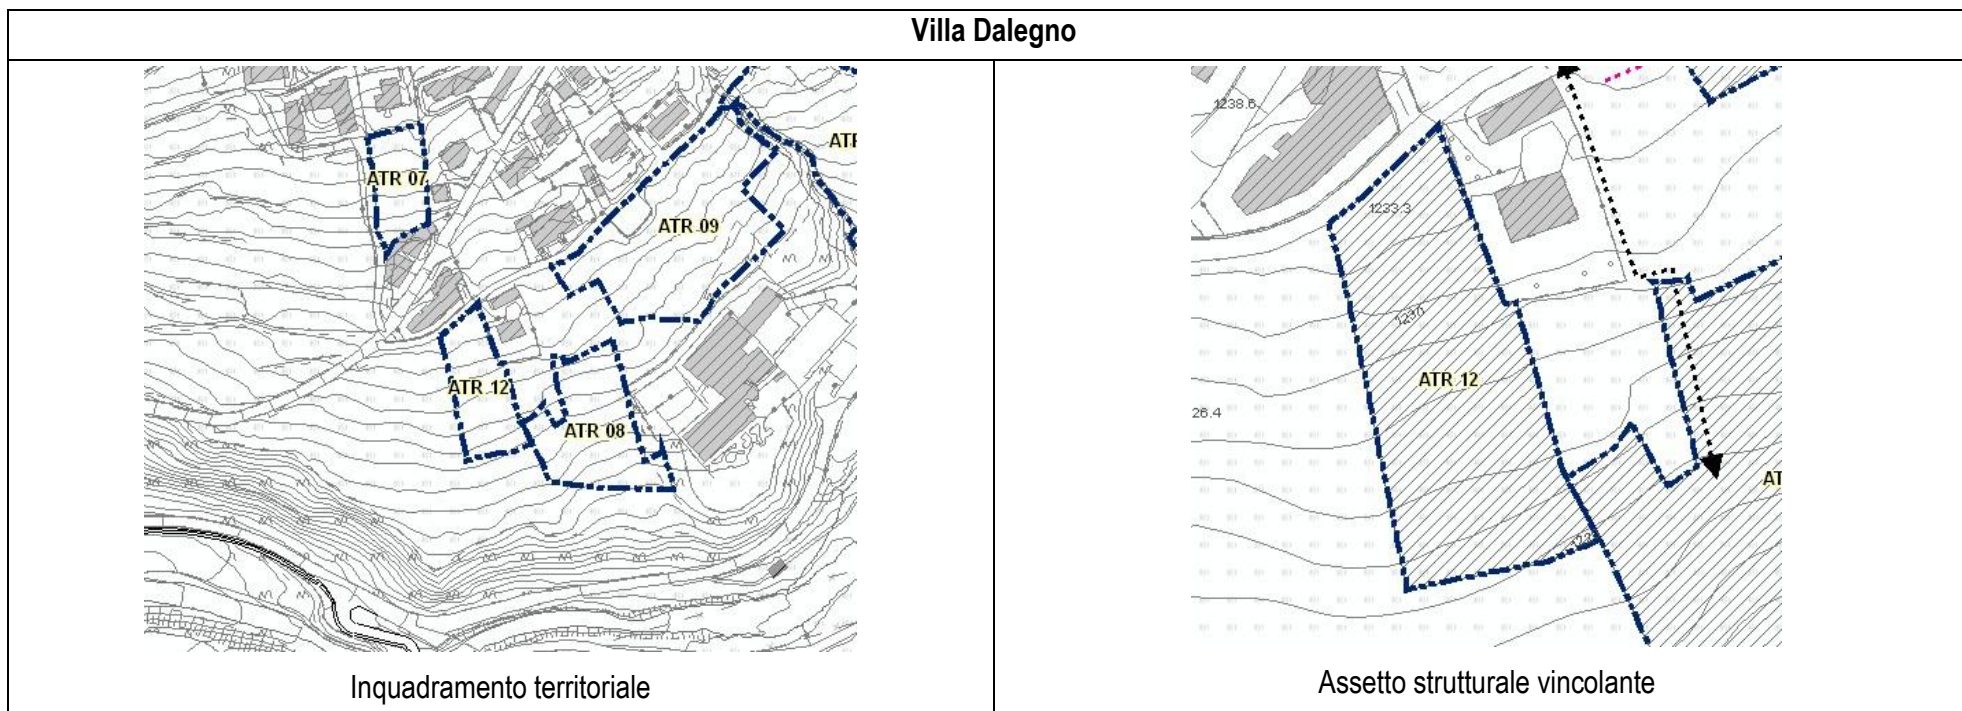 Villa Dalegno
ATR 07
ATR 09
ATR 12
ATR 08
Inquadramento territoriale
1238.6
1233.3
1230
ATR 12
26.4
AT
Assetto strutturale vincolante